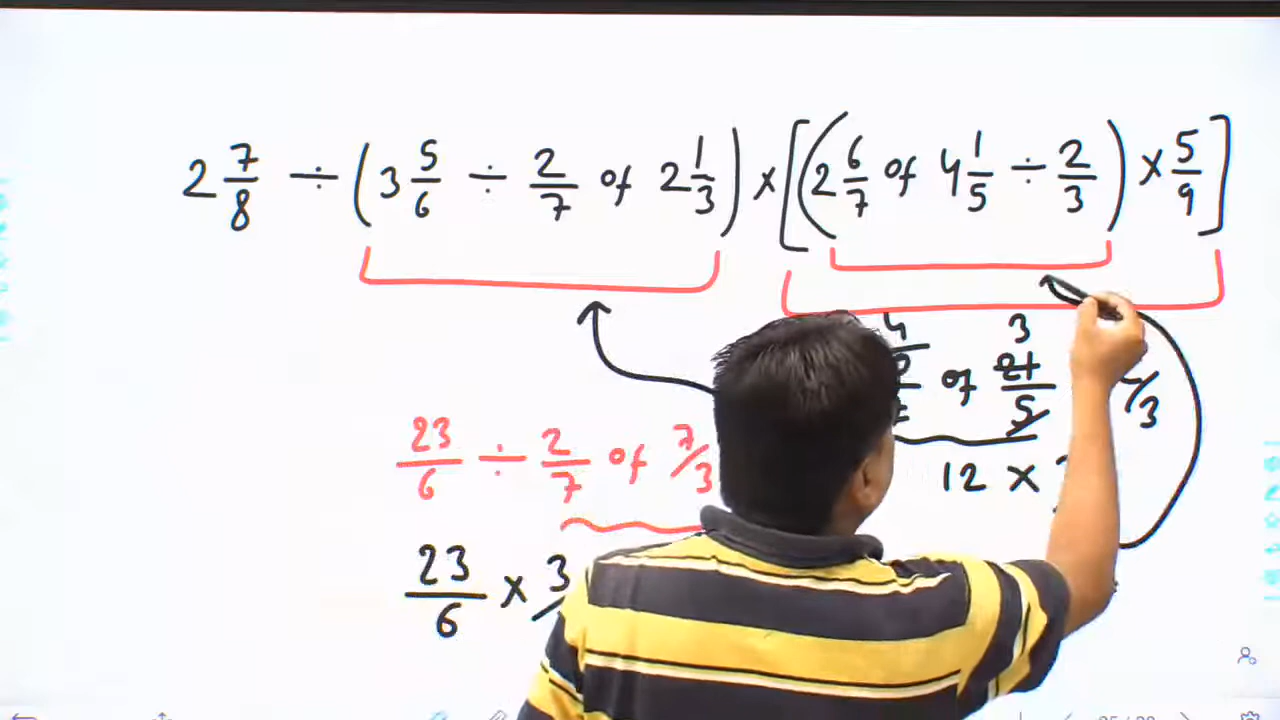 2 7/8 ÷ (3 5/6 ÷ 2/7 of 2 1/3) × [(2 6/7 of 4 1/5 ÷ 2/3) × 5/9]
4 3
of 21/5 /3
23/6 ÷ 2/7 of 7/3
12 ×
23/6 × 3/